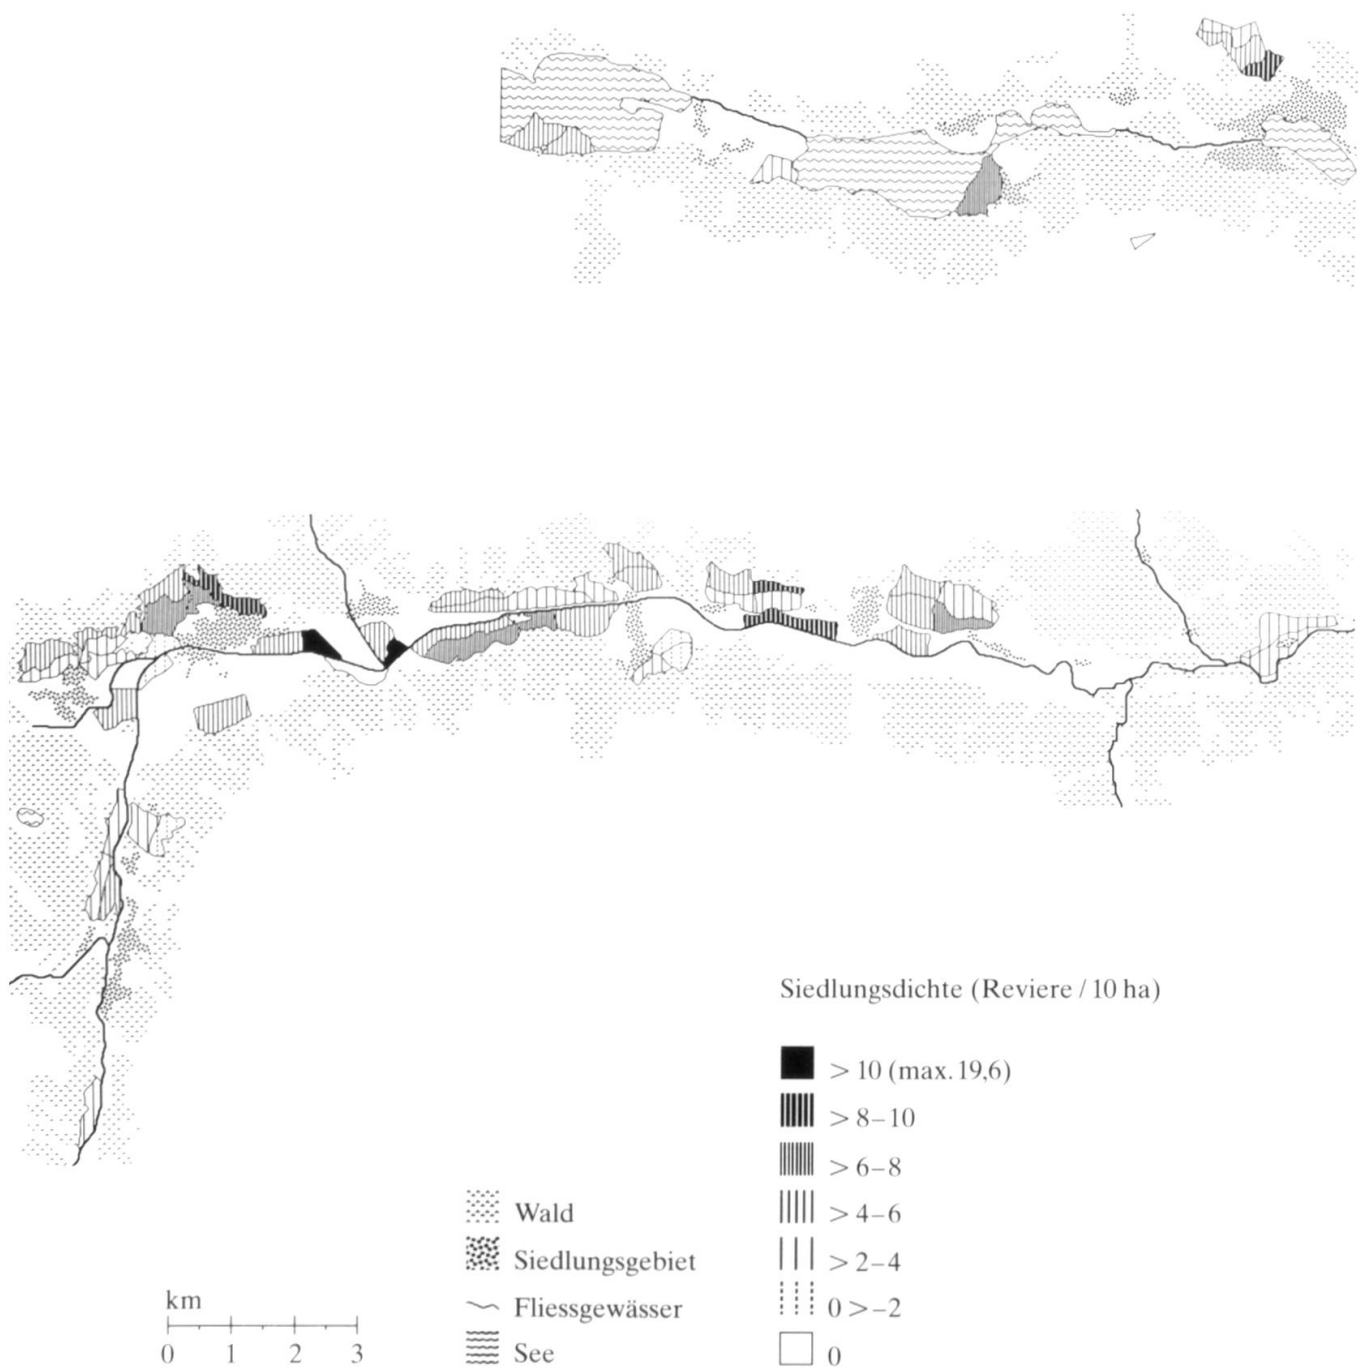 Siedlungsdichte (Reviere / 10 ha)
> 10 (max. 19,6)
> 8–10
> 6–8
> 4–6
> 2–4
0 > –2
0
Wald
Siedlungsgebiet
Fliessgewässer
See
km
0 1 2 3